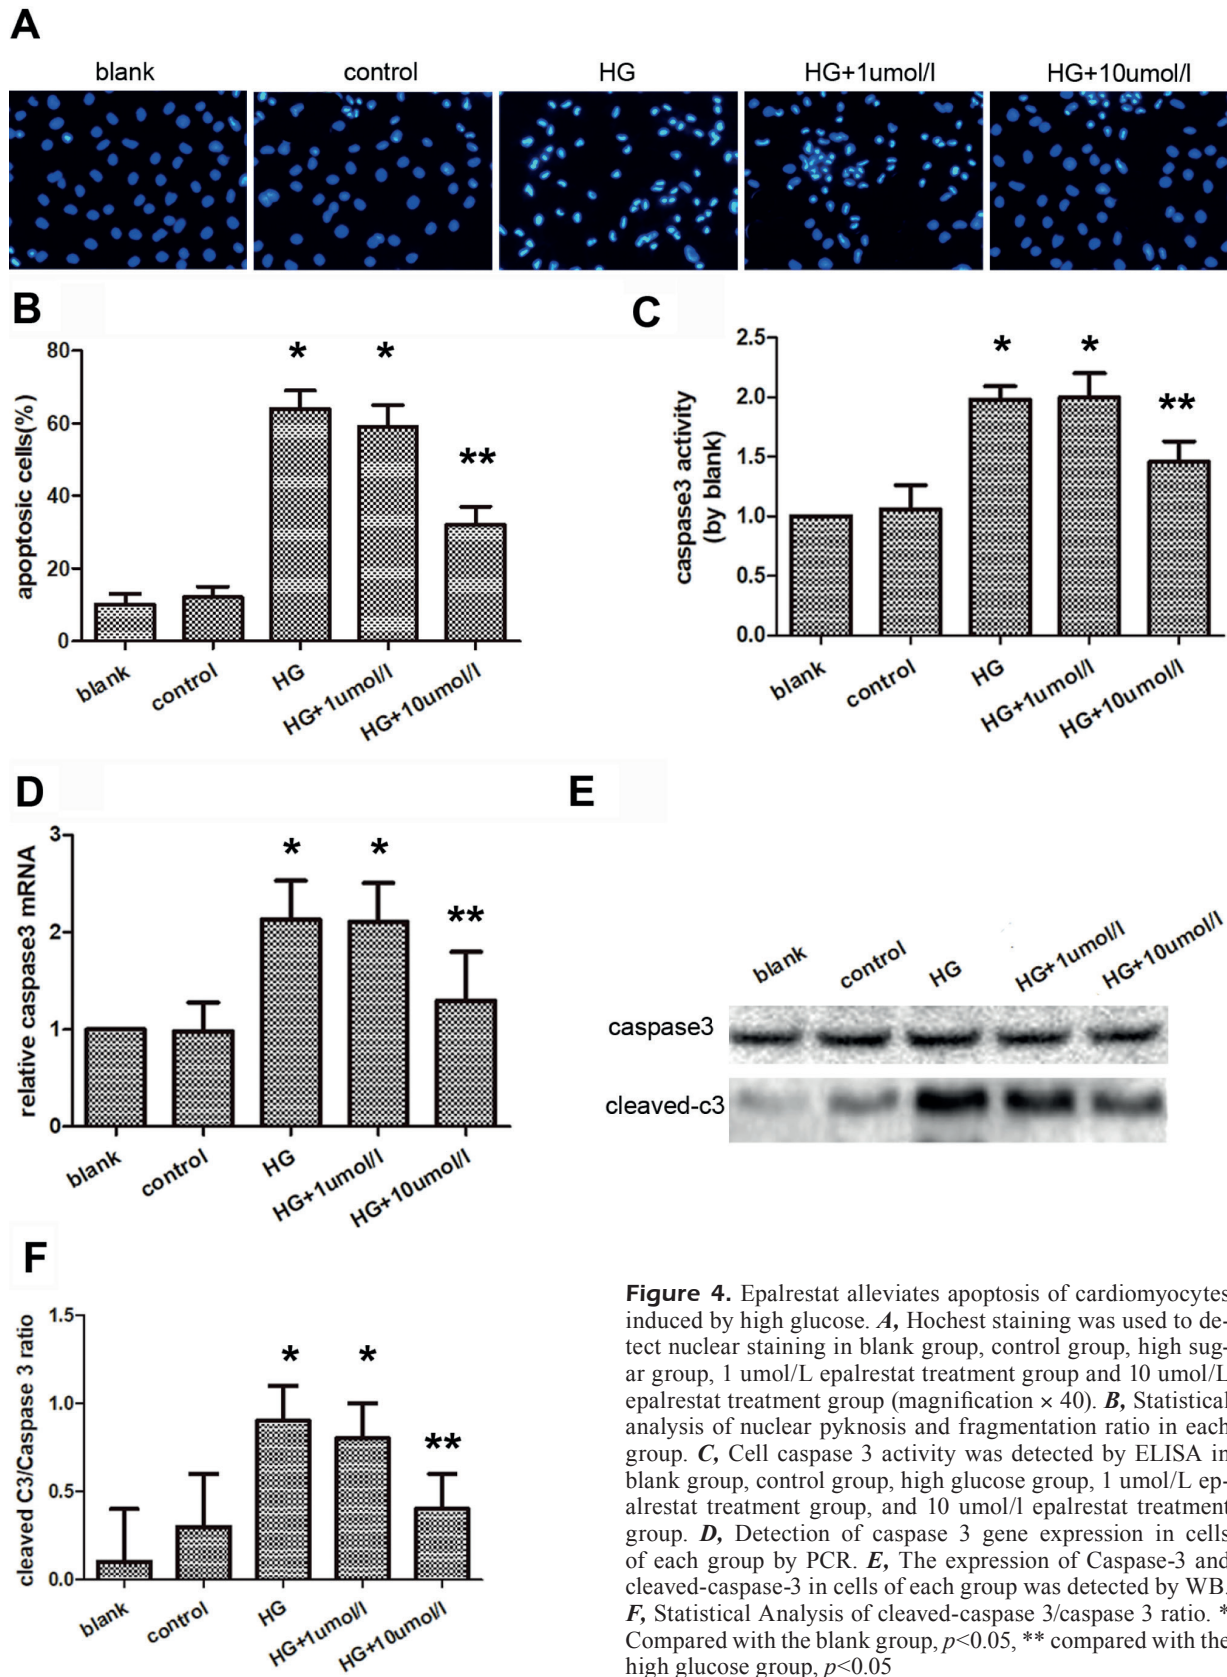 A
blank control HG HG+1umol/l HG+10umol/l
B
apoptosic cells(%)
80
60
40
20
0
* * **
blank control HG HG+1umol/l HG+10umol/l
C
caspase3 activity
(by blank)
2.5
2.0
1.5
1.0
0.5
0.0
* * **
blank control HG HG+1umol/l HG+10umol/l
D
relative caspase3 mRNA
3
2
1
0
* * **
blank control HG HG+1umol/l HG+10umol/l
E
blank control HG HG+1umol/l HG+10umol/l
caspase3
cleaved-c3
F
cleaved C3/Caspase 3 ratio
1.5
1.0
0.5
0.0
* * **
blank control HG HG+1umol/l HG+10umol/l
Figure 4. Epalrestat alleviates apoptosis of cardiomyocytes
induced by high glucose. A, Hochest staining was used to de-
tect nuclear staining in blank group, control group, high sug-
ar group, 1 umol/L epalrestat treatment group and 10 umol/L
epalrestat treatment group (magnification × 40). B, Statistical
analysis of nuclear pyknosis and fragmentation ratio in each
group. C, Cell caspase 3 activity was detected by ELISA in
blank group, control group, high glucose group, 1 umol/L ep-
alrestat treatment group, and 10 umol/l epalrestat treatment
group. D, Detection of caspase 3 gene expression in cells
of each group by PCR. E, The expression of Caspase-3 and
cleaved-caspase-3 in cells of each group was detected by WB.
F, Statistical Analysis of cleaved-caspase 3/caspase 3 ratio. *
Compared with the blank group, p<0.05, ** compared with the
high glucose group, p<0.05